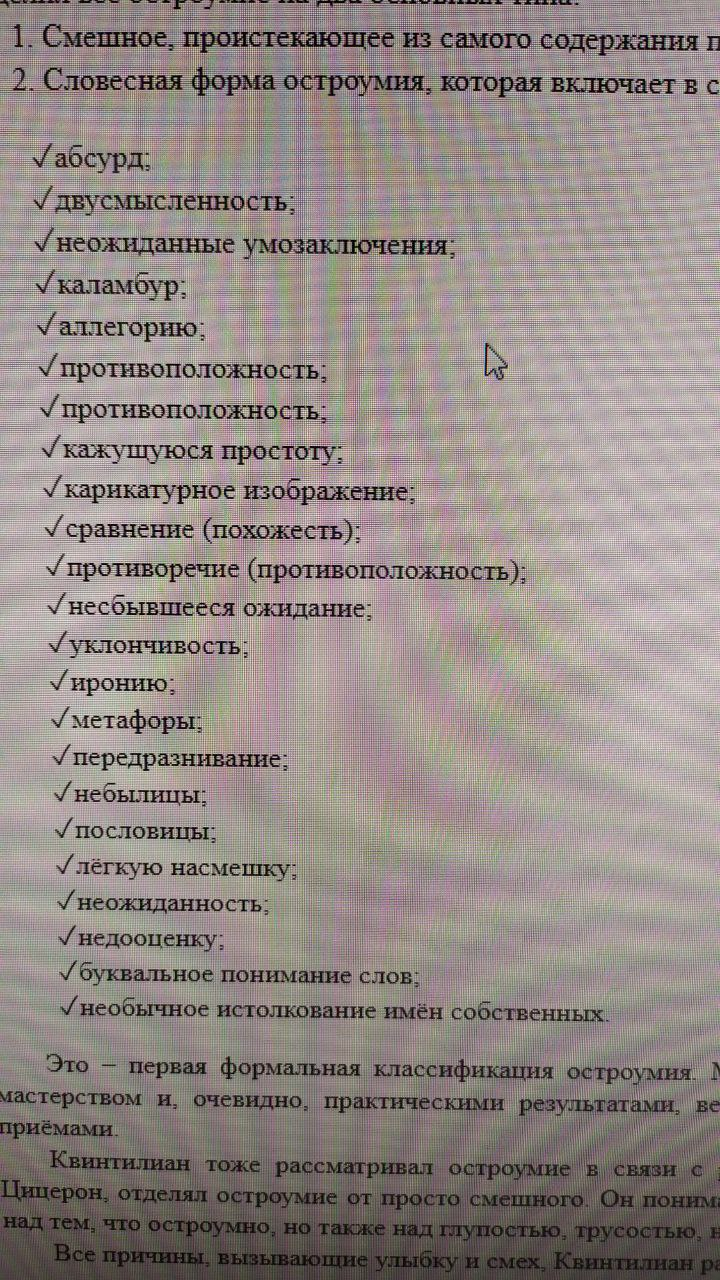 1. Смешное, проистекающее из самого содержания
2. Словесная форма остроумия, которая включает в
✓абсурд;
✓двусмысленность;
✓неожиданные умозаключения;
✓каламбур;
✓аллегорию;
✓противоположность;
✓противоположность;
✓кажущуюся простоту;
✓карикатурное изображение;
✓сравнение (похожесть);
✓противоречие (противоположность);
✓несбывшееся ожидание;
✓уклончивость;
✓иронию;
✓метафоры;
✓передразнивание;
✓небылицы;
✓пословицы;
✓лёгкую насмешку;
✓неожиданность;
✓недооценку;
✓буквальное понимание слов;
✓необычное истолкование имён собственных.
Это – первая формальная классификация остроумия.
мастерством и, очевидно, практическими результатами,
приёмами.
Квинтилиан тоже рассматривал остроумие в связи с
Цицерон, отделял остроумие от просто смешного. Он
над тем, что остроумно, но также над глупостью, трусостью,
Все причины, вызывающие улыбку и смех, Квинтилиан